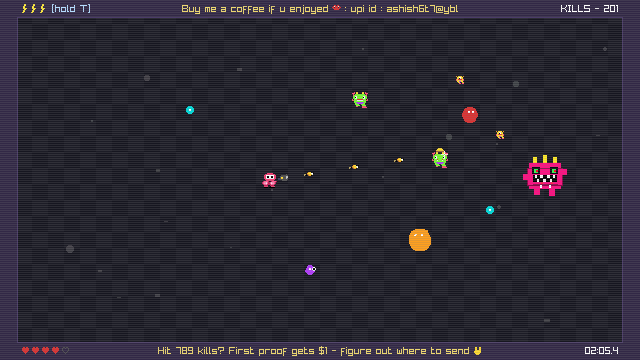 [hold T]
Buy me a coffee if u enjoyed ❤ : upi id : ashish6t7@ybl
KILLS - 201
Hit 789 kills? First proof gets $1 - figure out where to send
02:05.4